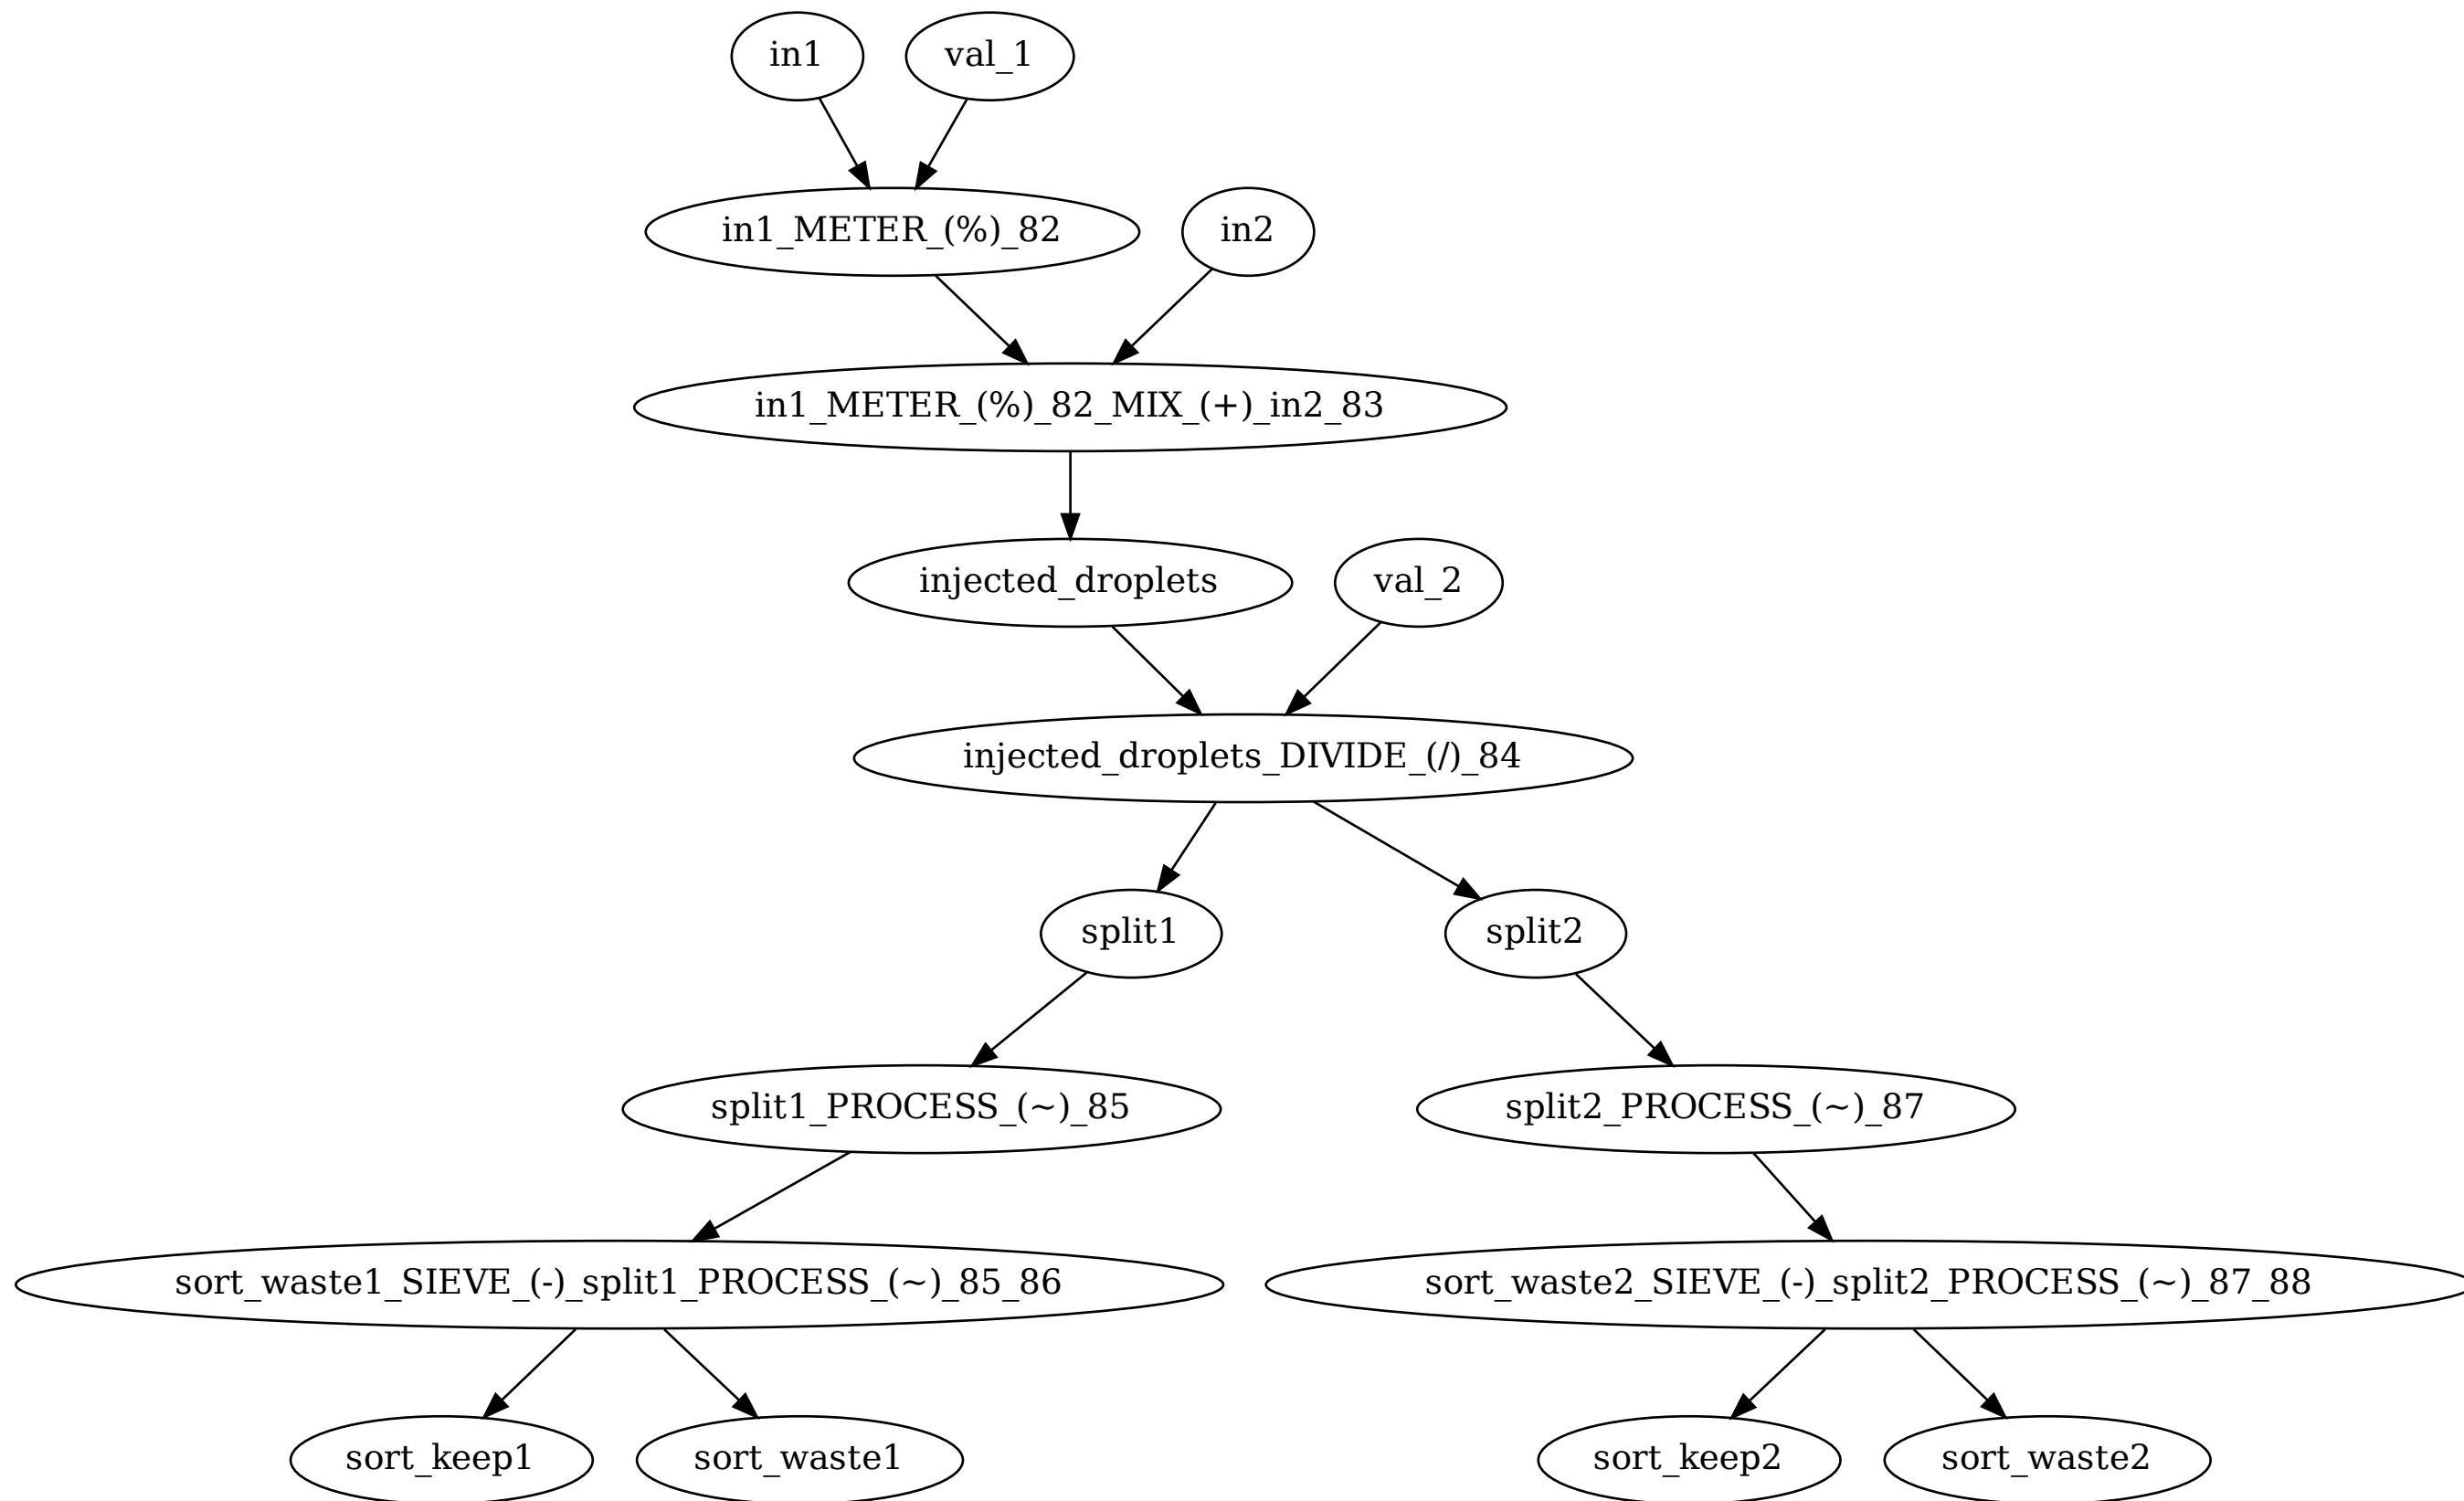 in1
val_1
in1_METER_(%)_82
in2
in1_METER_(%)_82_MIX_(+)_in2_83
injected_droplets
val_2
injected_droplets_DIVIDE_(/)_84
split1
split2
split1_PROCESS_(~)_85
split2_PROCESS_(~)_87
sort_waste1_SIEVE_(-)_split1_PROCESS_(~)_85_86
sort_waste2_SIEVE_(-)_split2_PROCESS_(~)_87_88
sort_keep1
sort_waste1
sort_keep2
sort_waste2